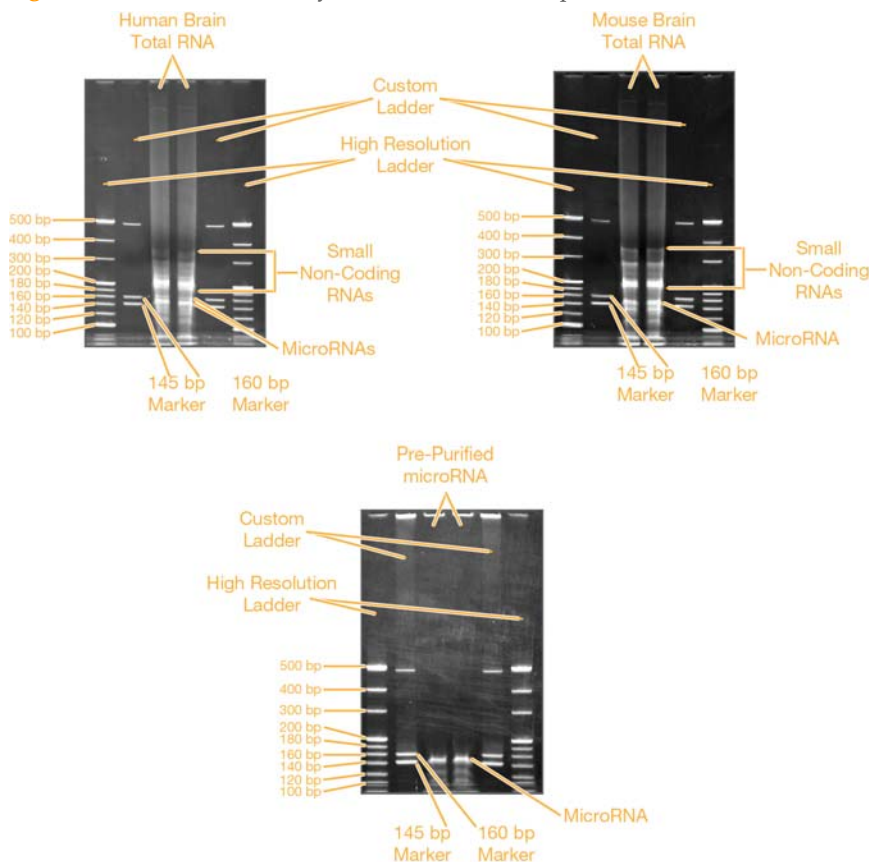 Human Brain
Total RNA
Mouse Brain
Total RNA
Custom
Ladder
High Resolution
Ladder
500 bp
400 bp
300 bp
200 bp
180 bp
160 bp
140 bp
120 bp
100 bp
Small
Non-Coding
RNAs
MicroRNAs
145 bp
Marker
160 bp
Marker
500 bp
400 bp
300 bp
200 bp
180 bp
160 bp
140 bp
120 bp
100 bp
Small
Non-Coding
RNAs
MicroRNA
145 bp
Marker
160 bp
Marker
Pre-Purified
microRNA
Custom
Ladder
High Resolution
Ladder
500 bp
400 bp
300 bp
200 bp
180 bp
160 bp
140 bp
120 bp
100 bp
MicroRNA
145 bp
Marker
160 bp
Marker